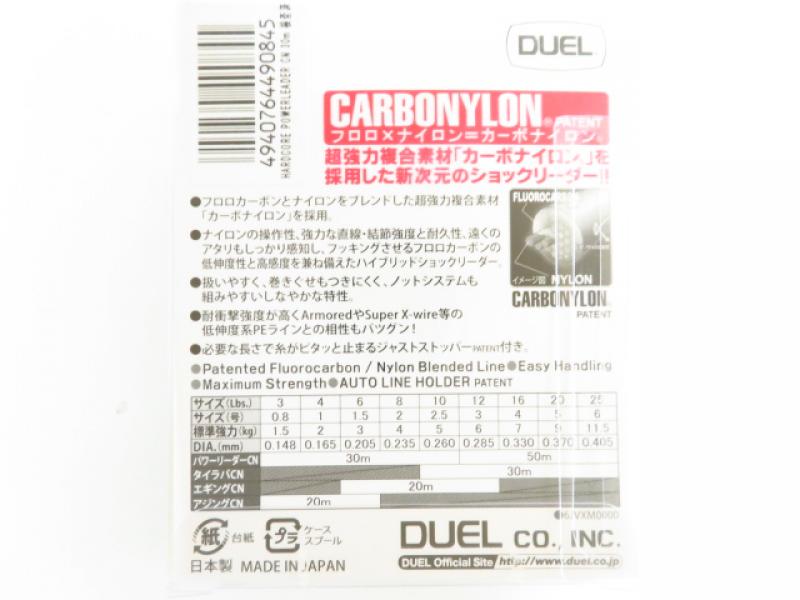 4940764490845
HARDCORE POWERLEADER CN 30m
DUEL
CARBONYLON® PATENT
フロロ×ナイロン=カーボナイロン。
超強力複合素材「カーボナイロン」を
採用した新次元のショックリーダー!!
●フロロカーボンとナイロンをブレンドした超強力複合素材
「カーボナイロン」を採用。
●ナイロンの操作性、強力な直線・結節強度と耐久性、遠くの
アタリもしっかり感知し、フッキングさせるフロロカーボンの
低伸度性と高感度を兼ね備えたハイブリッドショックリーダー。
●扱いやすく、巻きぐせもつきにくく、ノットシステムも
組みやすいしなやかな特性。
●耐衝撃強度が高くArmoredやSuper X-wire等の
低伸度系PEラインとの相性もバツグン!
●必要な長さで糸がピタッと止まるジャストストッパーPATENT付き。
FLUOROCARBON
イメージ図 NYLON
CARBONYLON®
PATENT
●Patented Fluorocarbon / Nylon Blended Line●Easy Handling
●Maximum Strength●AUTO LINE HOLDER PATENT
サイズ(Lbs.) 3 4 6 8 10 12 16 20 25
サイズ(号) 0.8 1 1.5 2 2.5 3 4 5 6
標準強力(kg) 1.5 2 3 4 5 6 7 9 11.5
DIA.(mm) 0.148 0.165 0.205 0.235 0.260 0.285 0.330 0.370 0.405
パワーリーダーCN 30m 50m
タイラバCN 30m
エギングCN 20m
アジングCN 20m
紙 台紙 プラ ケース
スプール
日本製 MADE IN JAPAN
DUEL CO., INC.
DUEL Official Site http://www.duel.co.jp